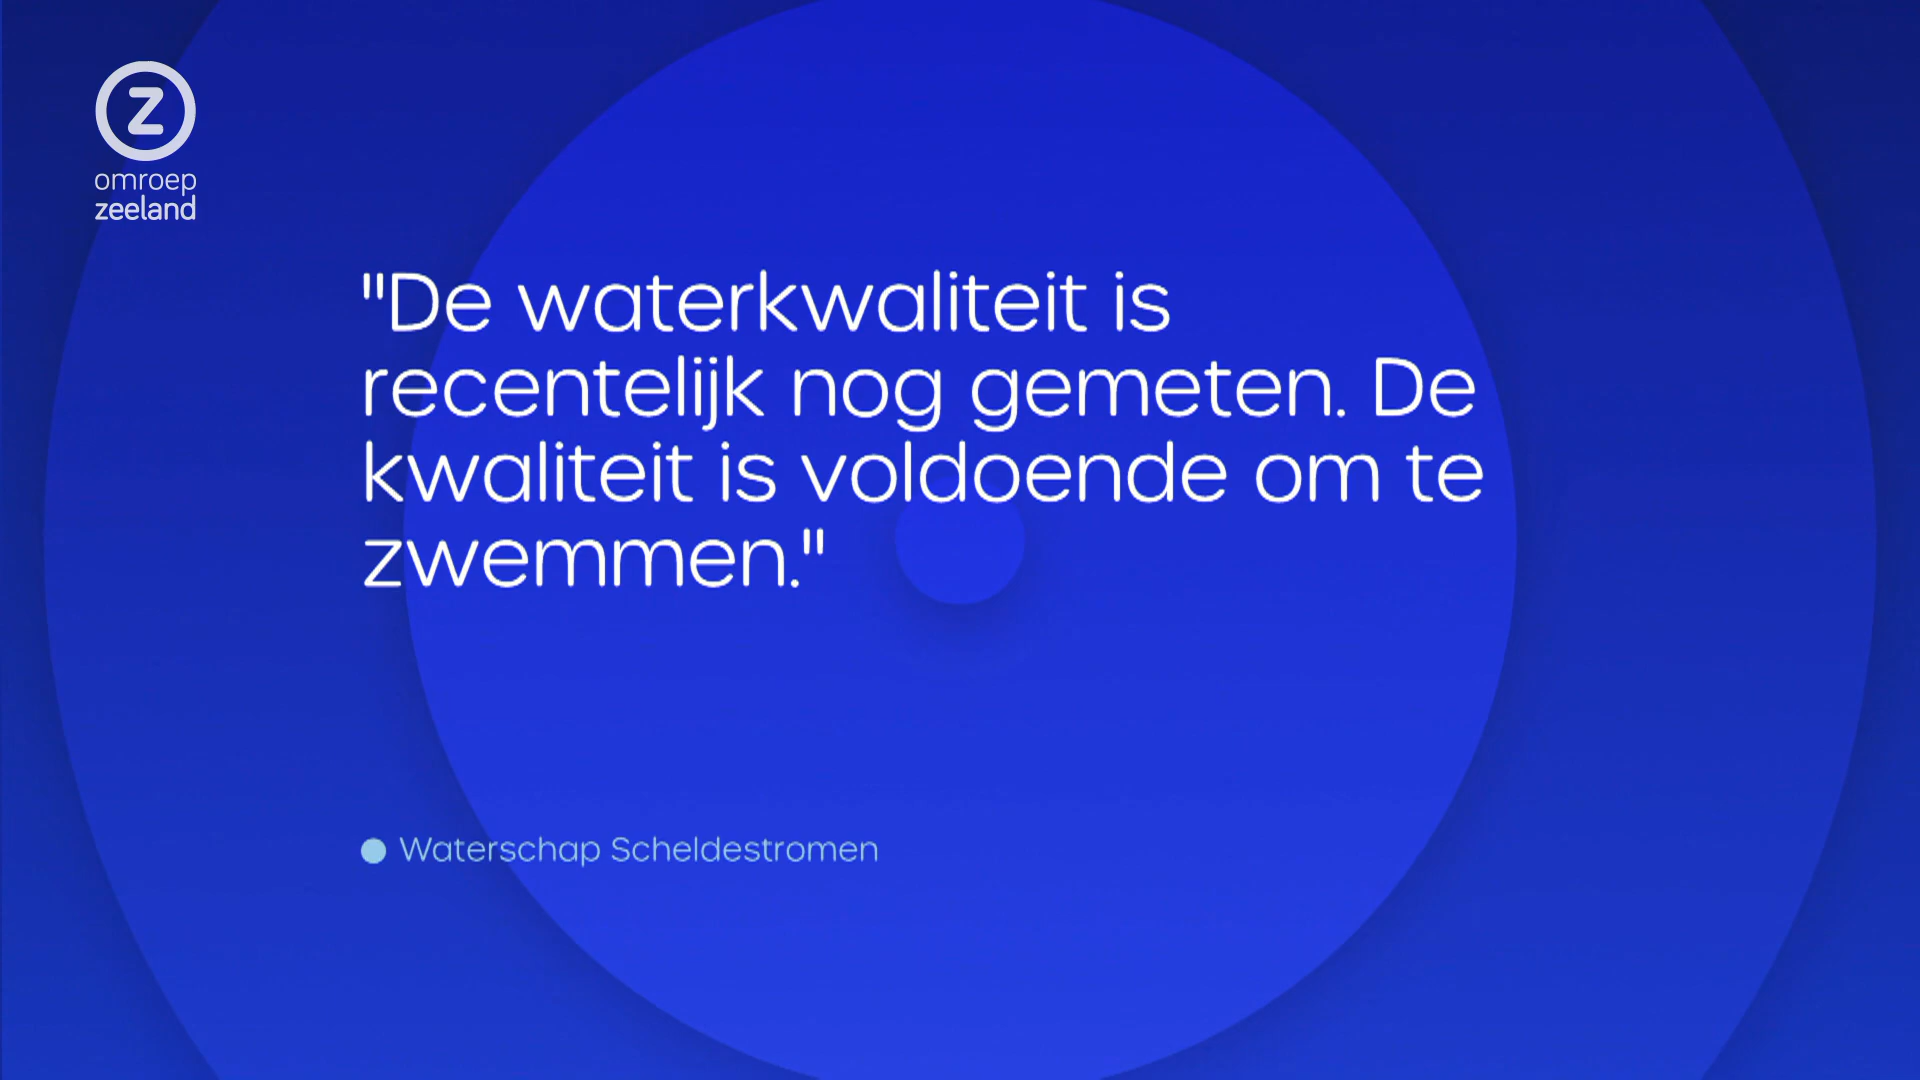 Z
omroep
zeeland
"De waterkwaliteit is
recentelijk nog gemeten. De
kwaliteit is voldoende om te
zwemmen."
Waterschap Scheldestromen